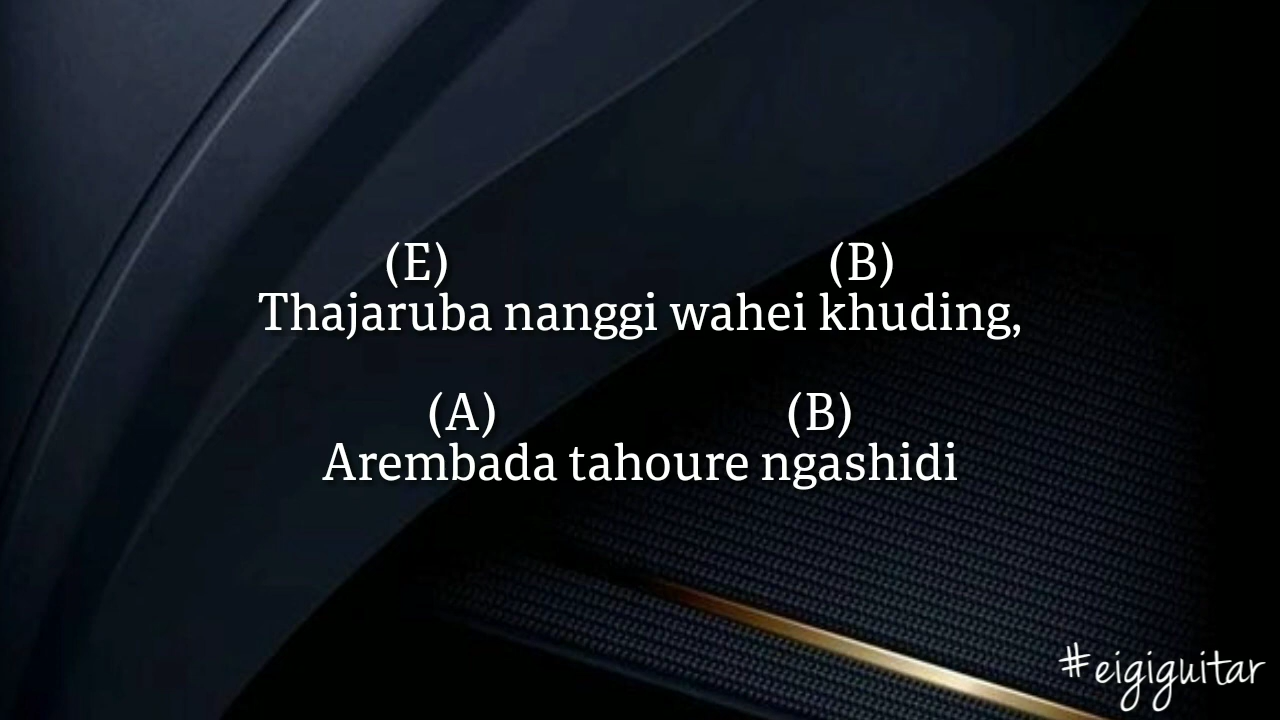 (E) (B)
Thajaruba nanggi wahei khuding,
(A) (B)
Arembada tahoure ngashidi
#eigiguitar